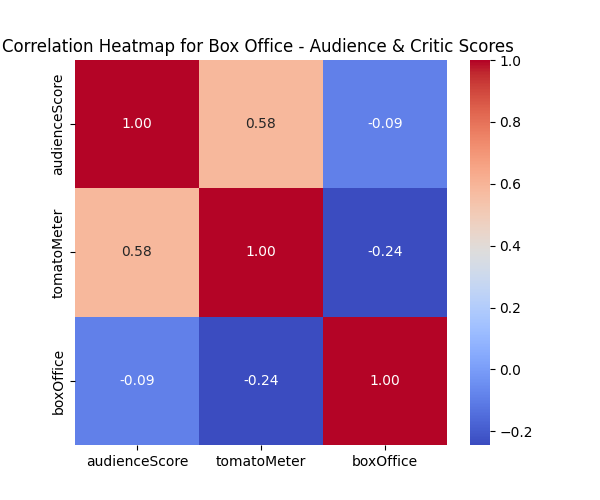 Correlation Heatmap for Box Office - Audience & Critic Scores
audienceScore
1.00
0.58
-0.09
tomatoMeter
0.58
1.00
-0.24
boxOffice
-0.09
-0.24
1.00
audienceScore
tomatoMeter
boxOffice
1.0
0.8
0.6
0.4
0.2
0.0
−0.2